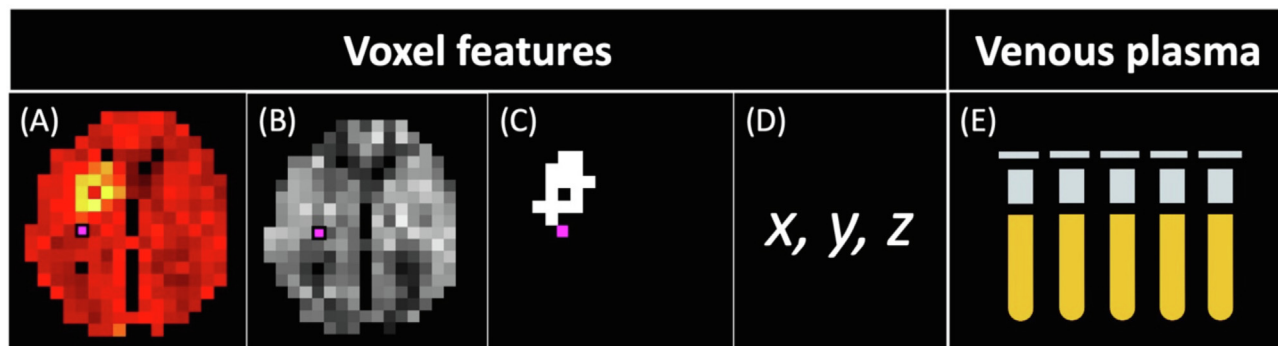 Voxel features
Venous plasma
(A)
(B)
(C)
(D)
(E)
x, y, z